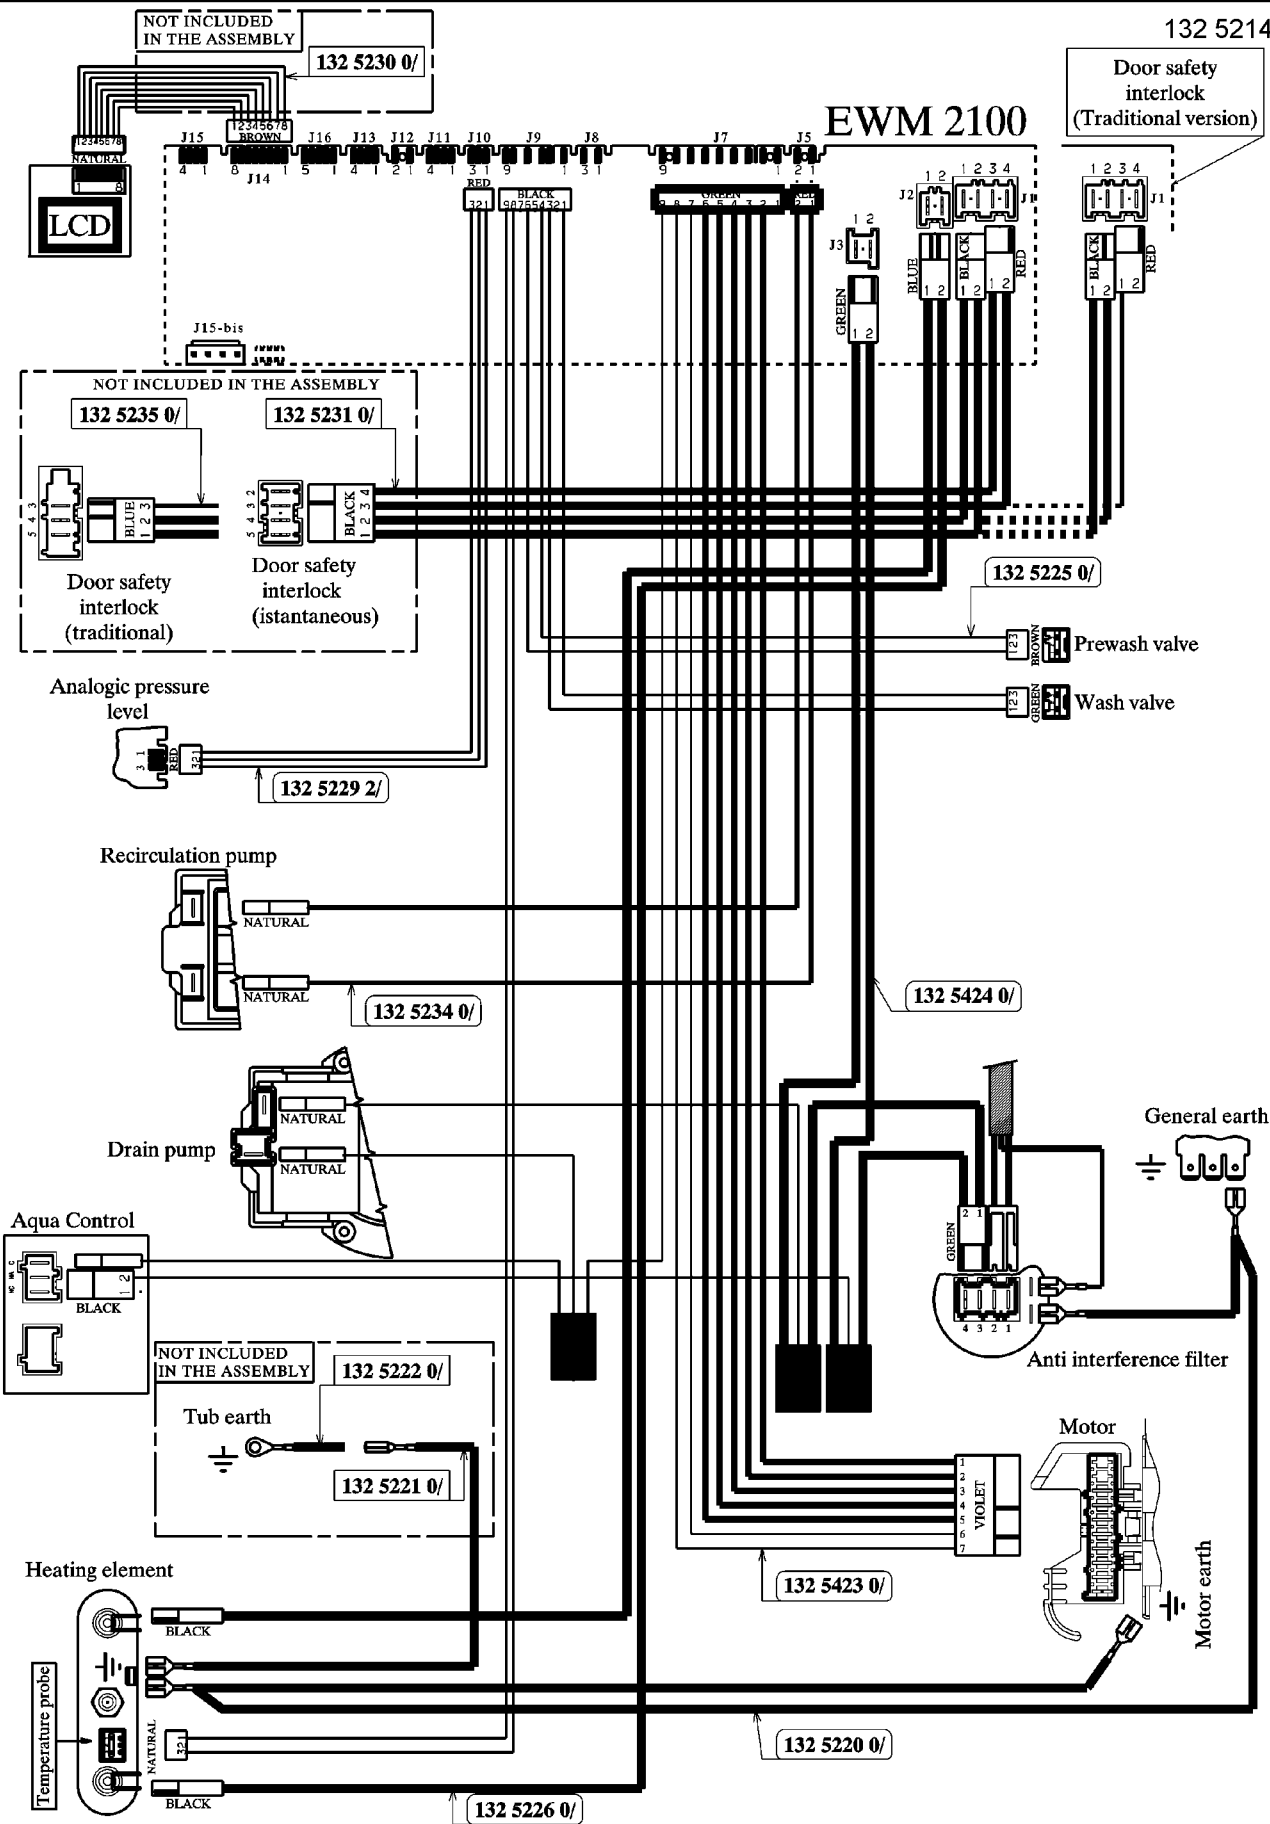 132 5214
NOT INCLUDED
IN THE ASSEMBLY
132 5230 0/
Door safety
interlock
(Traditional version)
EWM 2100
12345678
NATURAL
1 8
LCD
12345678
BROWN
J15 J16 J13 J12 J11 J10 J9 J8 J7 J5
4 1 8 1 5 1 4 1 2 1 4 1 3 1 9 1 3 1 9 1 2 1
J14
RED
321
BLACK
987654321
GREEN
9 8 7 6 5 4 3 2 1
RED
2 1
J3
1 2
GREEN
1 2
J2
1 2
BLUE
1 2
1 2 3 4
J1
BLACK
1 2
RED
1 2
1 2 3 4
J1
BLACK
1 2
RED
1 2
J15-bis
NOT INCLUDED IN THE ASSEMBLY
132 5235 0/
132 5231 0/
5 4 3
BLUE
1 2 3
5 4 3 2
BLACK
1 2 3 4
Door safety
interlock
(traditional)
Door safety
interlock
(istantaneous)
132 5225 0/
123
BROWN
Prewash valve
123
GREEN
Wash valve
Analogic pressure
level
3 1
RED
321
132 5229 2/
Recirculation pump
NATURAL
NATURAL
132 5234 0/
132 5424 0/
Drain pump
NATURAL
NATURAL
General earth
Aqua Control
NC NA C
1 2
BLACK
2 1
GREEN
4 3 2 1
Anti interference filter
NOT INCLUDED
IN THE ASSEMBLY
132 5222 0/
Tub earth
132 5221 0/
Motor
1
2
3
4
5
6
7
VIOLET
132 5423 0/
Motor earth
Heating element
BLACK
Temperature probe
NATURAL
321
132 5220 0/
BLACK
132 5226 0/